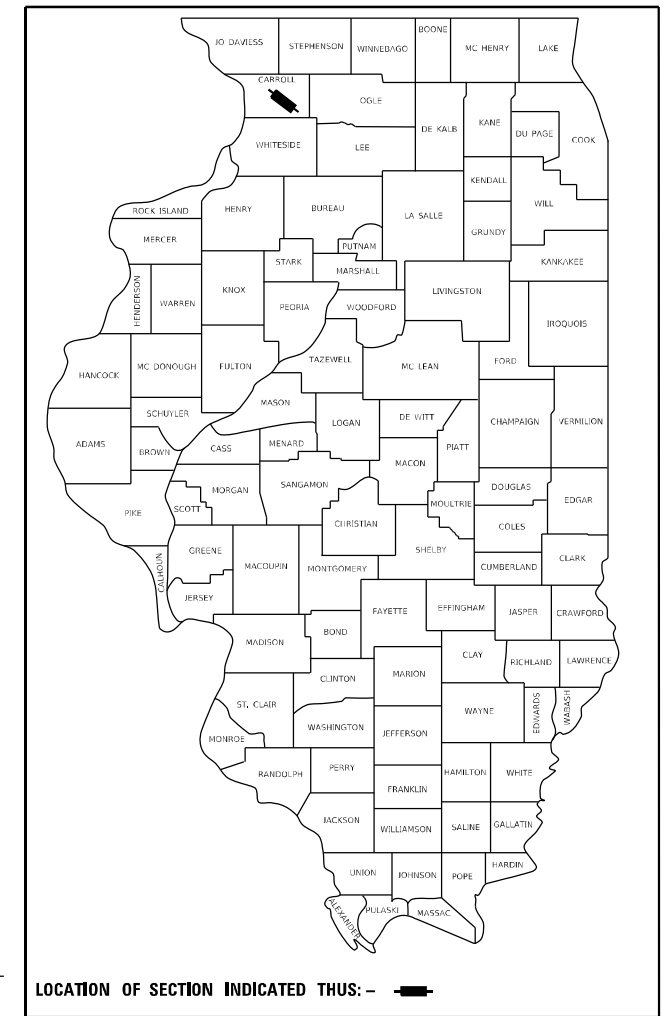 BOONE
JO DAVIESS STEPHENSON WINNEBAGO MC HENRY LAKE
CARROLL
OGLE
DE KALB KANE DU PAGE COOK
WHITESIDE LEE
KENDALL
ROCK ISLAND HENRY BUREAU LA SALLE WILL
MERCER PUTNAM GRUNDY
STARK MARSHALL KANKAKEE
HENDERSON WARREN KNOX PEORIA WOODFORD LIVINGSTON
IROQUOIS
HANCOCK MC DONOUGH FULTON TAZEWELL MC LEAN FORD
MASON
SCHUYLER LOGAN DE WITT CHAMPAIGN VERMILION
ADAMS BROWN CASS MENARD PIATT
MACON
PIKE SCOTT MORGAN SANGAMON MOULTRIE DOUGLAS EDGAR
CHRISTIAN COLES
CALHOUN GREENE MACOUPIN MONTGOMERY SHELBY CUMBERLAND CLARK
JERSEY FAYETTE EFFINGHAM JASPER CRAWFORD
MADISON BOND
CLAY RICHLAND LAWRENCE
CLINTON MARION
ST. CLAIR WAYNE EDWARDS WABASH
MONROE WASHINGTON JEFFERSON
RANDOLPH PERRY HAMILTON WHITE
FRANKLIN
JACKSON WILLIAMSON SALINE GALLATIN
UNION JOHNSON POPE HARDIN
ALEXANDER PULASKI MASSAC
LOCATION OF SECTION INDICATED THUS: –